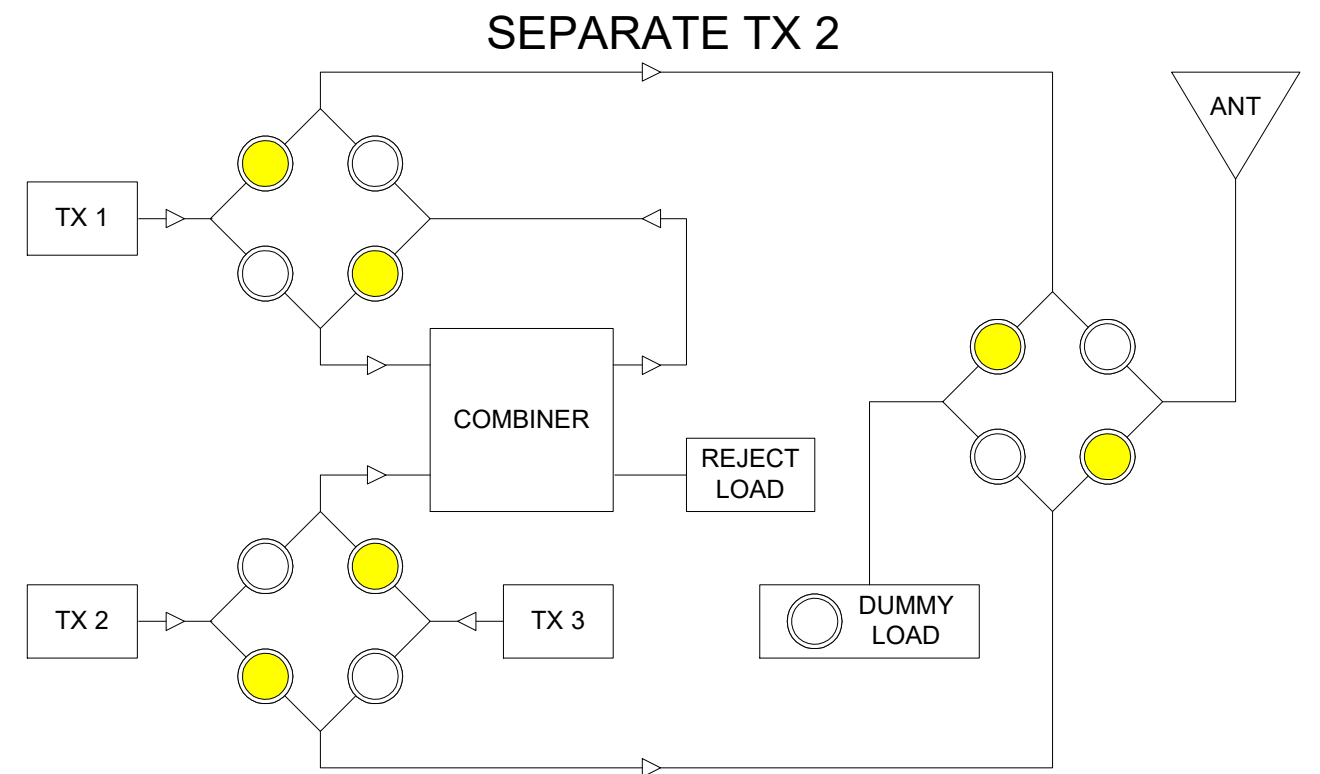 SEPARATE TX 2
ANT
TX 1
COMBINER
REJECT
LOAD
TX 2
TX 3
DUMMY
LOAD